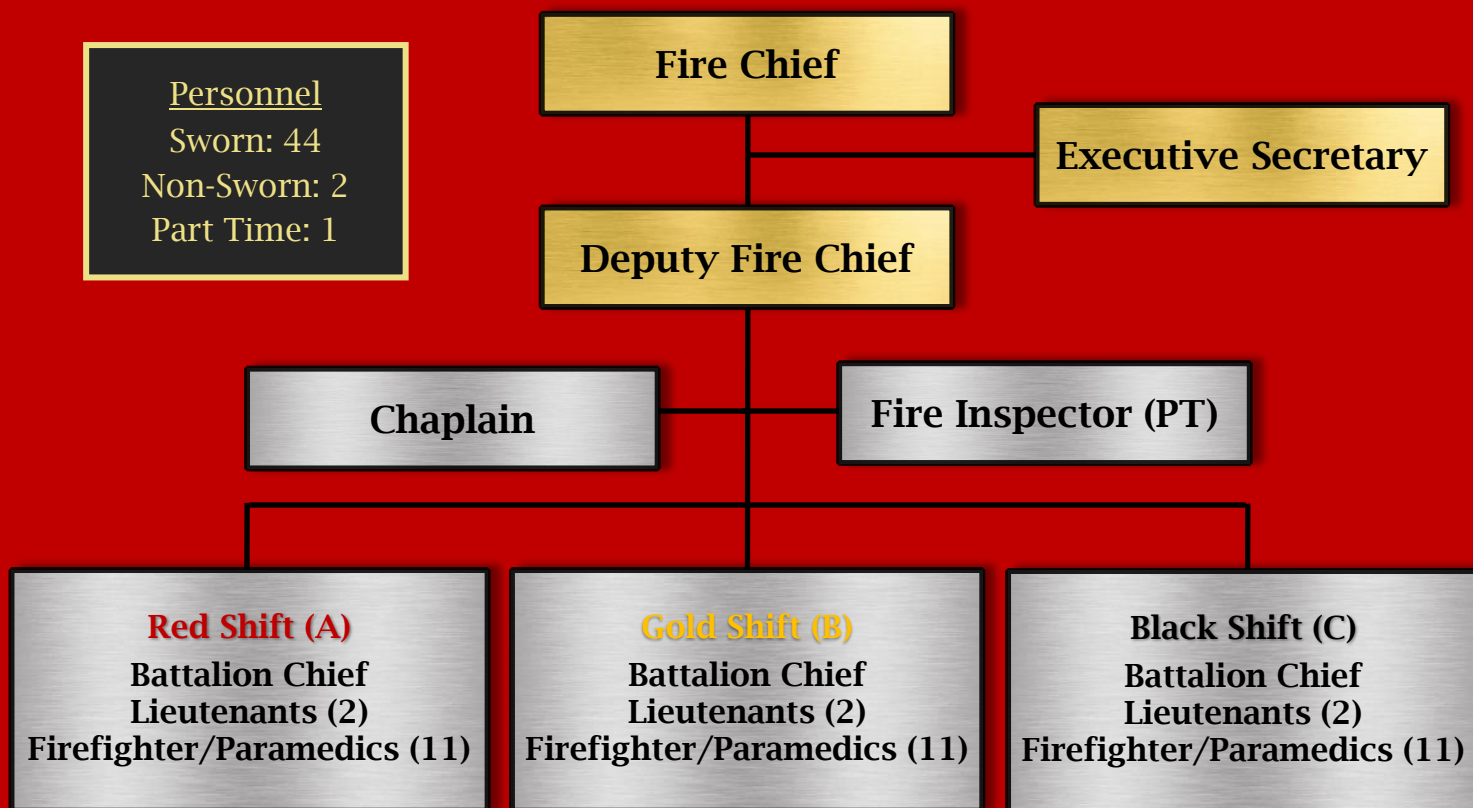 Fire Chief
Personnel
Sworn: 44
Non-Sworn: 2
Part Time: 1
Executive Secretary
Deputy Fire Chief
Chaplain
Fire Inspector (PT)
Red Shift (A)
Battalion Chief
Lieutenants (2)
Firefighter/Paramedics (11)
Gold Shift (B)
Battalion Chief
Lieutenants (2)
Firefighter/Paramedics (11)
Black Shift (C)
Battalion Chief
Lieutenants (2)
Firefighter/Paramedics (11)